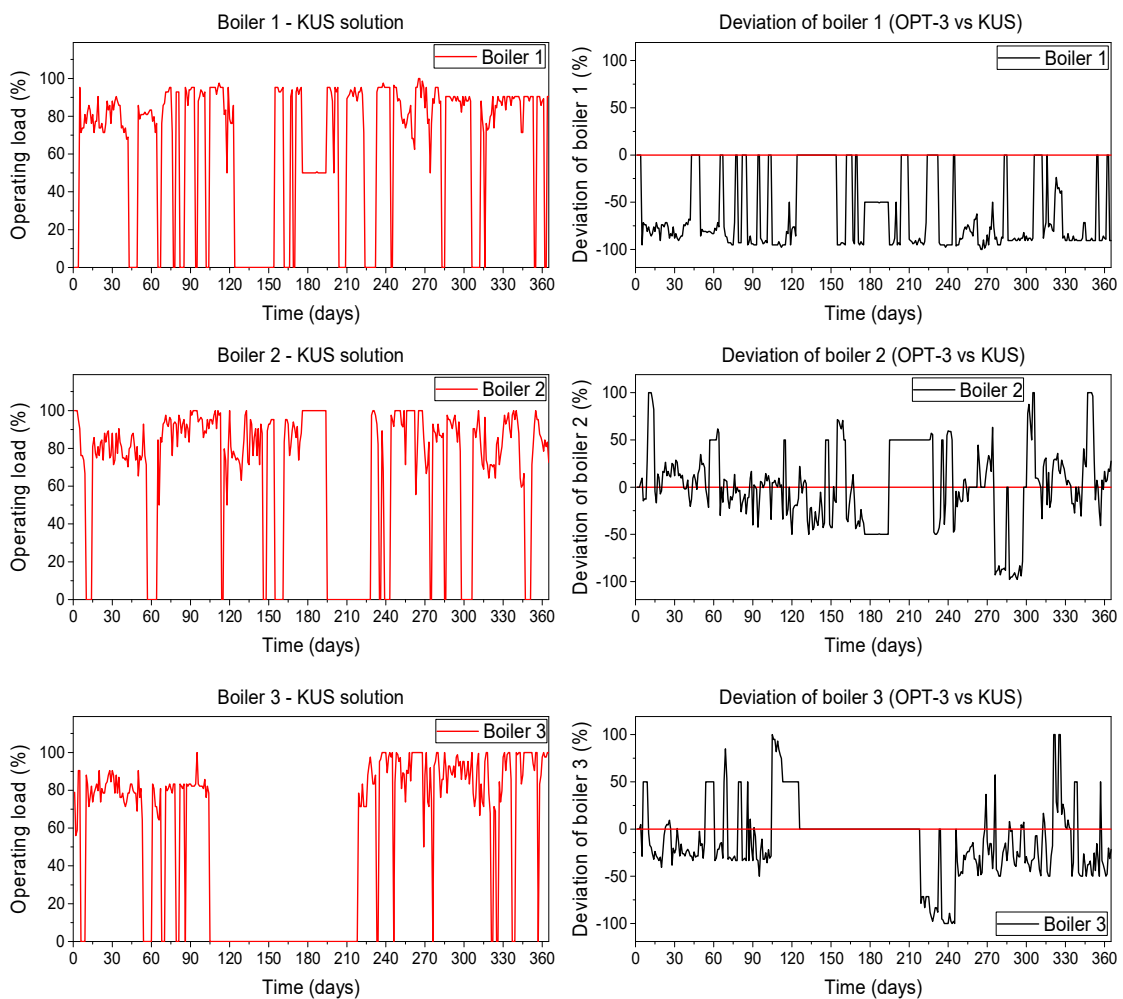 Boiler 1 - KUS solution
Boiler 1
Operating load (%)
100
80
60
40
20
0
0 30 60 90 120 150 180 210 240 270 300 330 360
Time (days)
Deviation of boiler 1 (OPT-3 vs KUS)
Boiler 1
Deviation of boiler 1 (%)
100
50
0
-50
-100
0 30 60 90 120 150 180 210 240 270 300 330 360
Time (days)
Boiler 2 - KUS solution
Boiler 2
Operating load (%)
100
80
60
40
20
0
0 30 60 90 120 150 180 210 240 270 300 330 360
Time (days)
Deviation of boiler 2 (OPT-3 vs KUS)
Boiler 2
Deviation of boiler 2 (%)
100
50
0
-50
-100
0 30 60 90 120 150 180 210 240 270 300 330 360
Time (days)
Boiler 3 - KUS solution
Boiler 3
Operating load (%)
100
80
60
40
20
0
0 30 60 90 120 150 180 210 240 270 300 330 360
Time (days)
Deviation of boiler 3 (OPT-3 vs KUS)
Boiler 3
Deviation of boiler 3 (%)
100
50
0
-50
-100
0 30 60 90 120 150 180 210 240 270 300 330 360
Time (days)